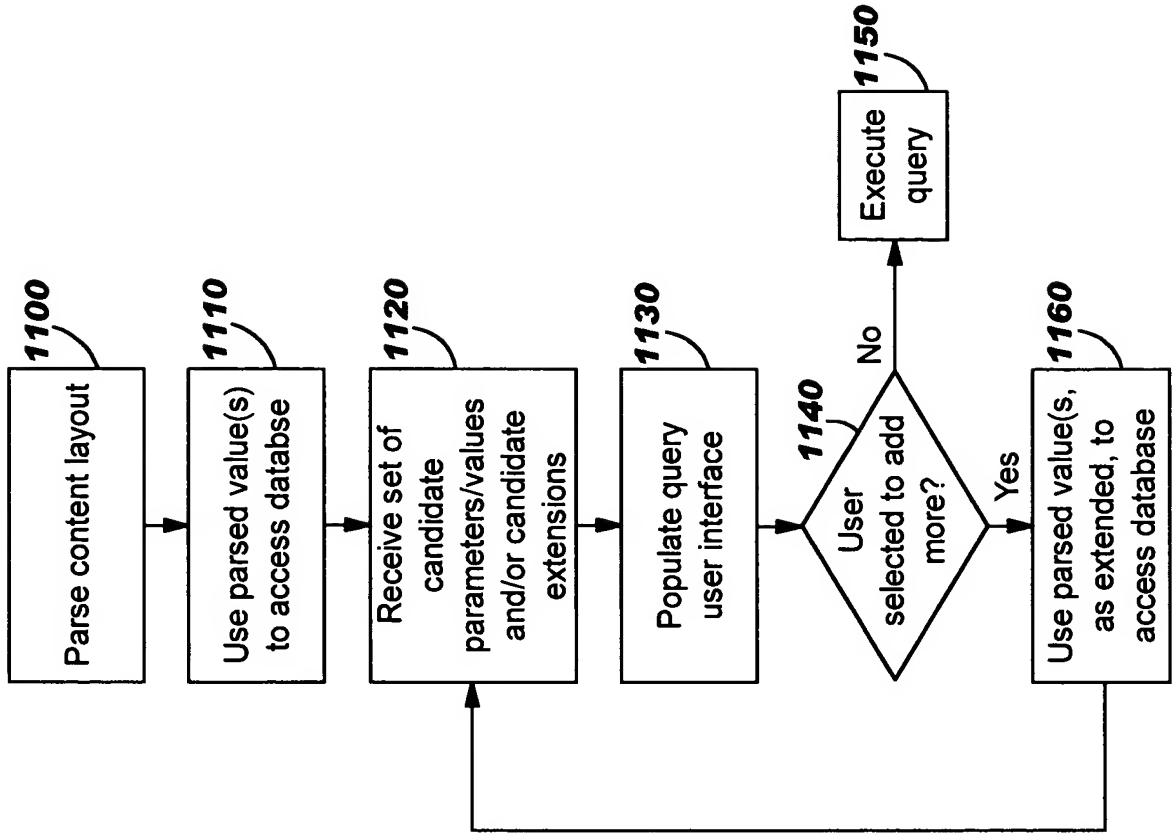 1100
Parse content layout
1110
Use parsed value(s)
to access databse
1120
Receive set of
candidate
parameters/values
and/or candidate
extensions
1130
Populate query
user interface
1140
User
selected to add
more?
No
1150
Execute
query
Yes
1160
Use parsed value(s,
as extended, to
access database